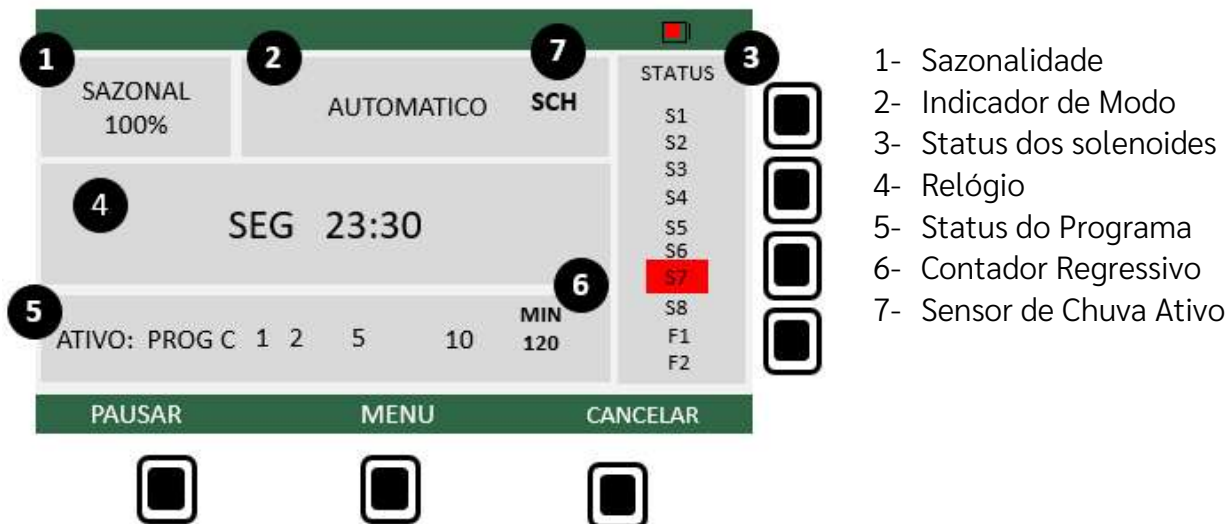 1
2
7
3
SAZONAL
100%
AUTOMATICO
SCH
STATUS
S1
S2
S3
S4
S5
S6
S7
S8
F1
F2
4
SEG 23:30
5
6
ATIVO: PROG C 1 2 5 10
MIN
120
PAUSAR MENU CANCELAR
1- Sazonalidade
2- Indicador de Modo
3- Status dos solenoides
4- Relógio
5- Status do Programa
6- Contador Regressivo
7- Sensor de Chuva Ativo